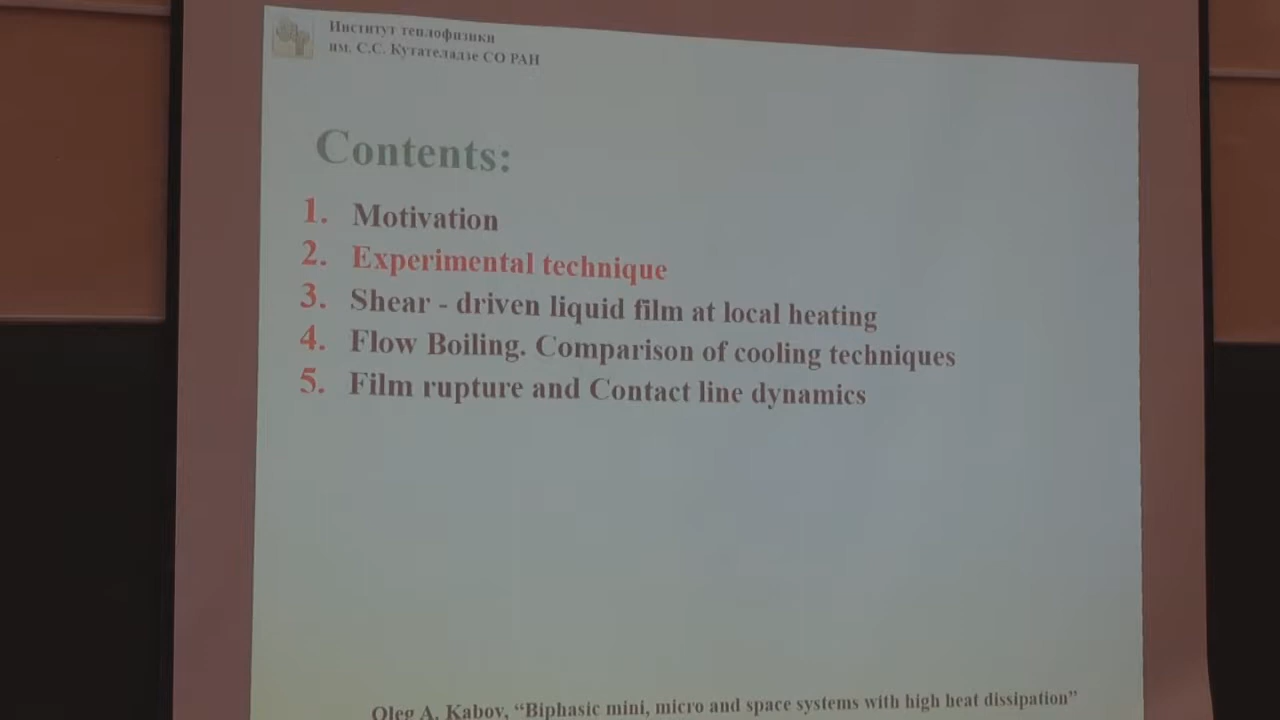 Институт теплофизики
им. С.С. Кутателадзе СО РАН
Contents:
1. Motivation
2. Experimental technique
3. Shear - driven liquid film at local heating
4. Flow Boiling. Comparison of cooling techniques
5. Film rupture and Contact line dynamics
Oleg A. Kabov, “Biphasic mini, micro and space systems with high heat dissipation”